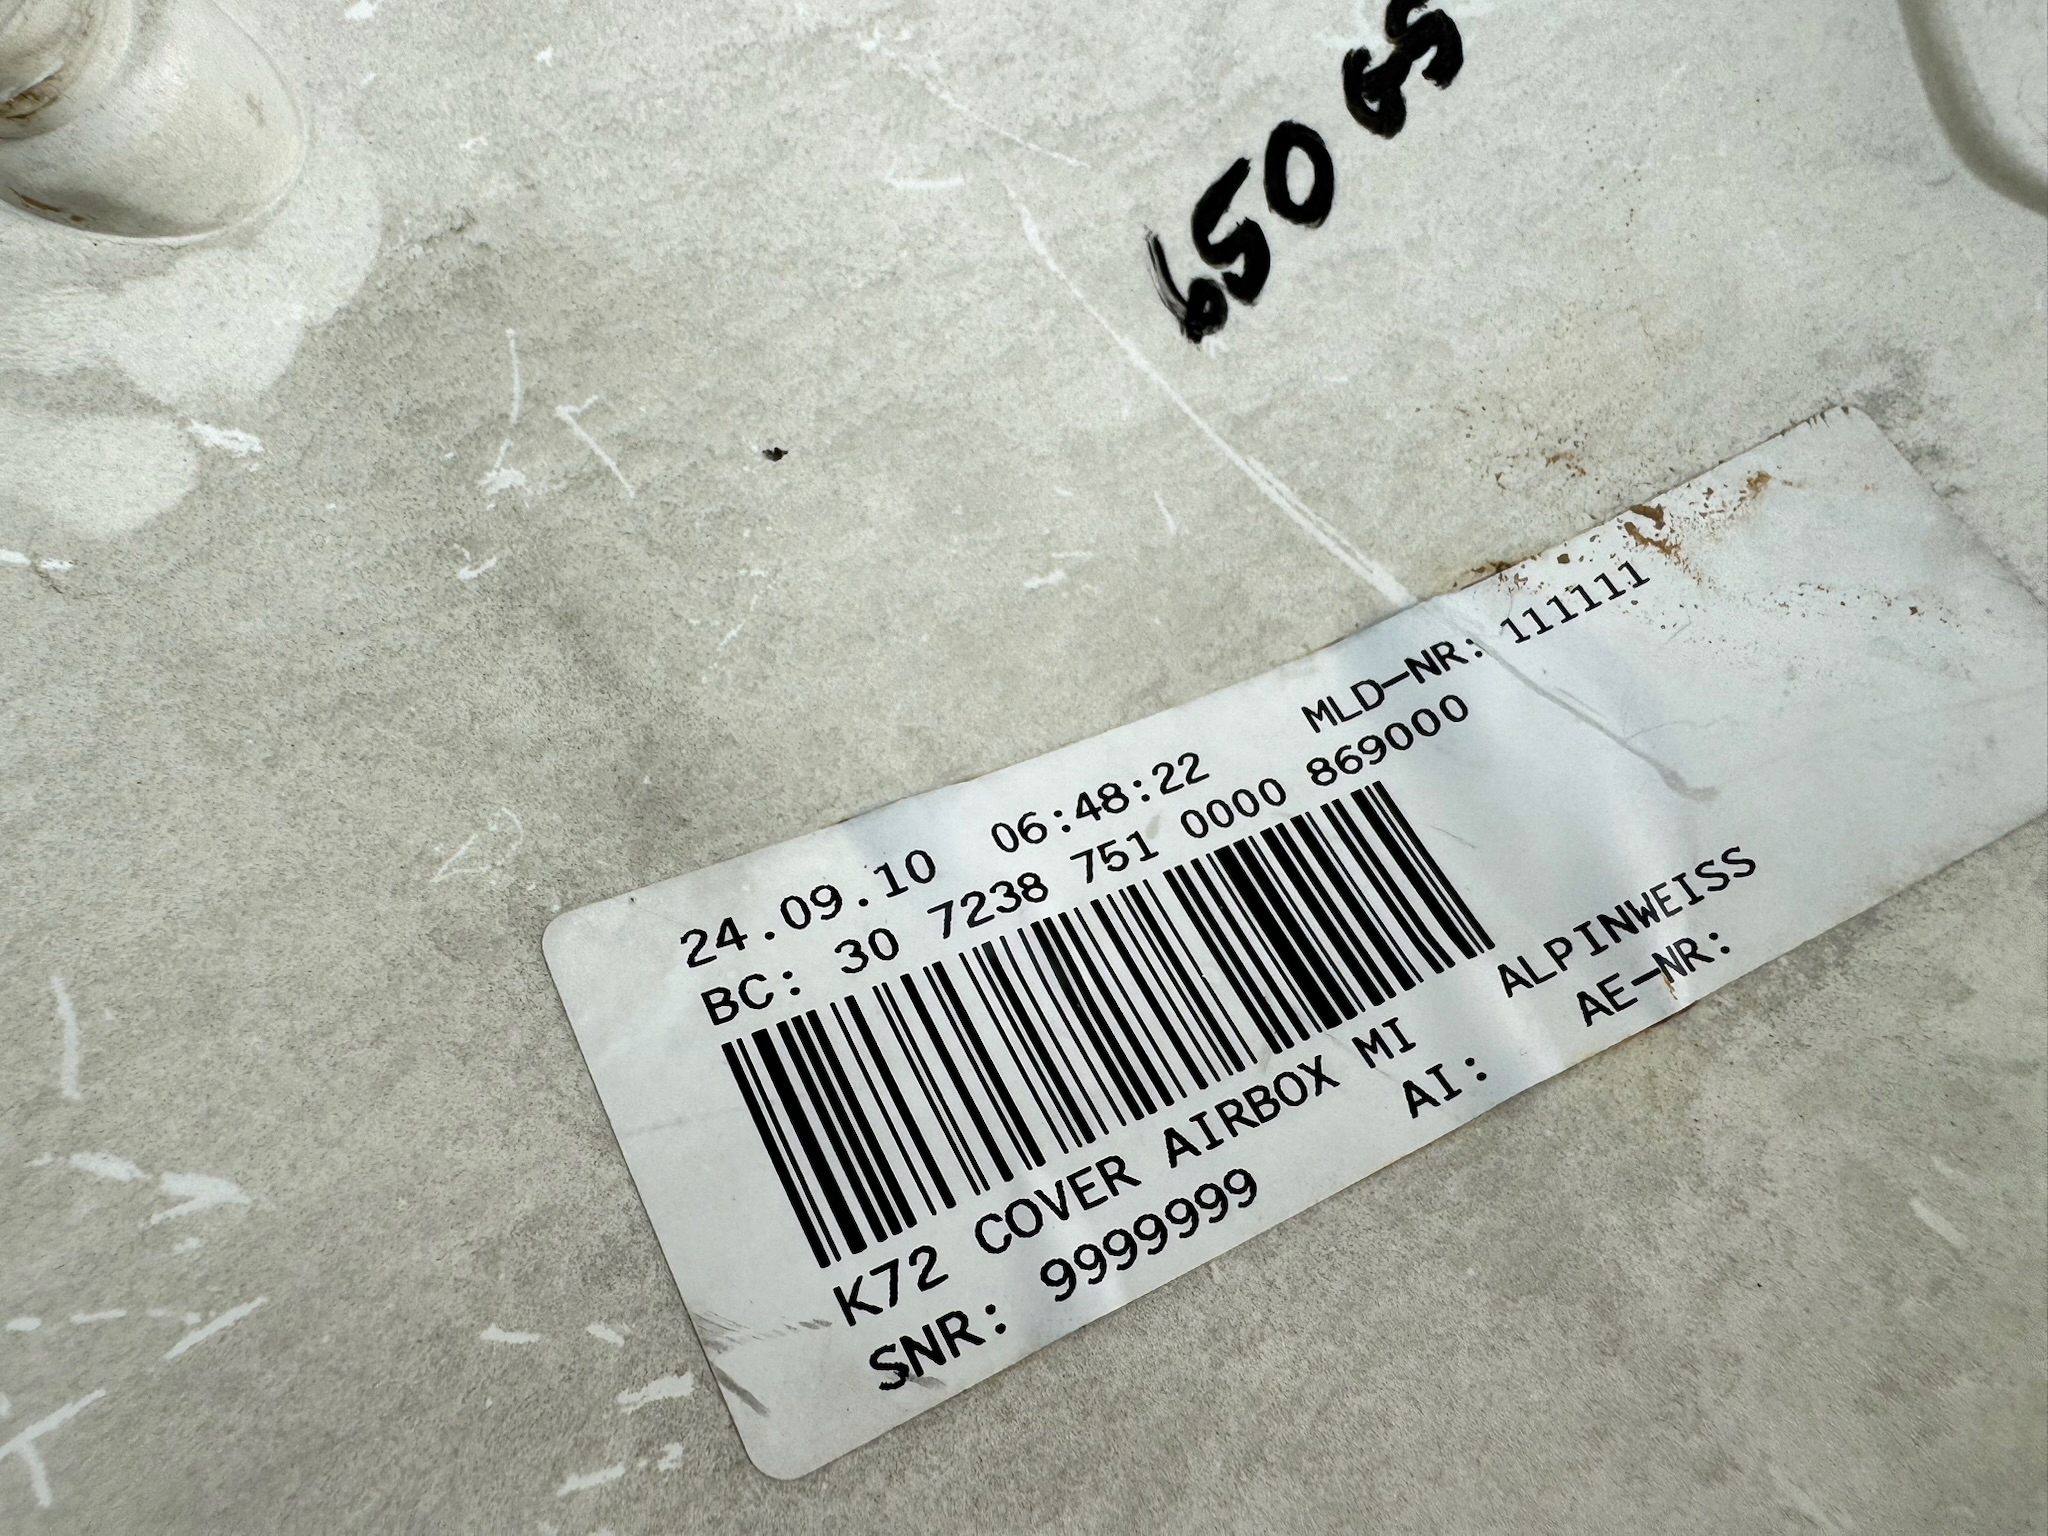 650 GS
24.09.10 06:48:22 MLD-NR: 111111
BC: 30 7238 751 0000 869000
K72 COVER AIRBOX MI ALPINWEISS
SNR: 9999999 AI: AE-NR: